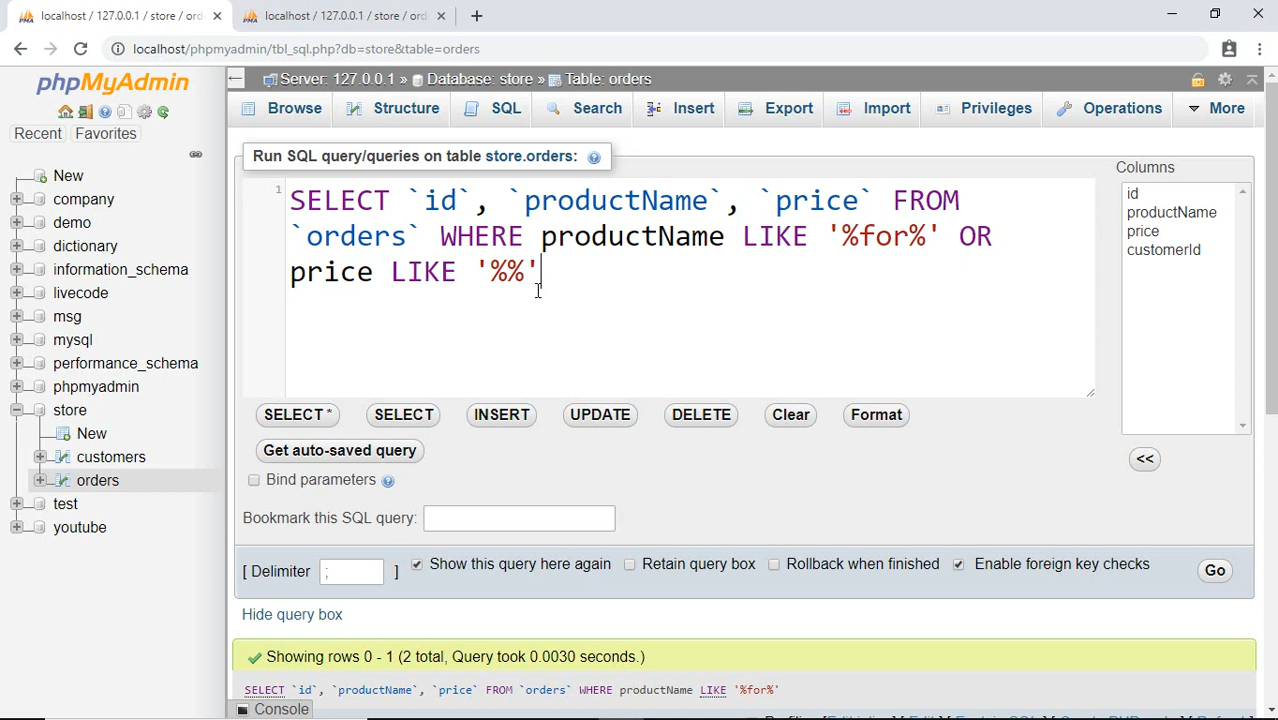 localhost / 127.0.0.1 / store / ord
localhost / 127.0.0.1 / store / ord
localhost/phpmyadmin/tbl_sql.php?db=store&table=orders
phpMyAdmin
Recent Favorites
New
company
demo
dictionary
information_schema
livecode
msg
mysql
performance_schema
phpmyadmin
store
New
customers
orders
test
youtube
Server: 127.0.0.1 » Database: store » Table: orders
Browse Structure SQL Search Insert Export Import Privileges Operations More
Run SQL query/queries on table store.orders:
1
SELECT `id`, `productName`, `price` FROM
`orders` WHERE productName LIKE '%for%' OR
price LIKE '%%'
Columns
id
productName
price
customerId
SELECT * SELECT INSERT UPDATE DELETE Clear Format
Get auto-saved query
<<
Bind parameters
Bookmark this SQL query:
[ Delimiter ; ] Show this query here again Retain query box Rollback when finished Enable foreign key checks Go
Hide query box
Showing rows 0 - 1 (2 total, Query took 0.0030 seconds.)
SELECT `id`, `productName`, `price` FROM `orders` WHERE productName LIKE '%for%'
Console